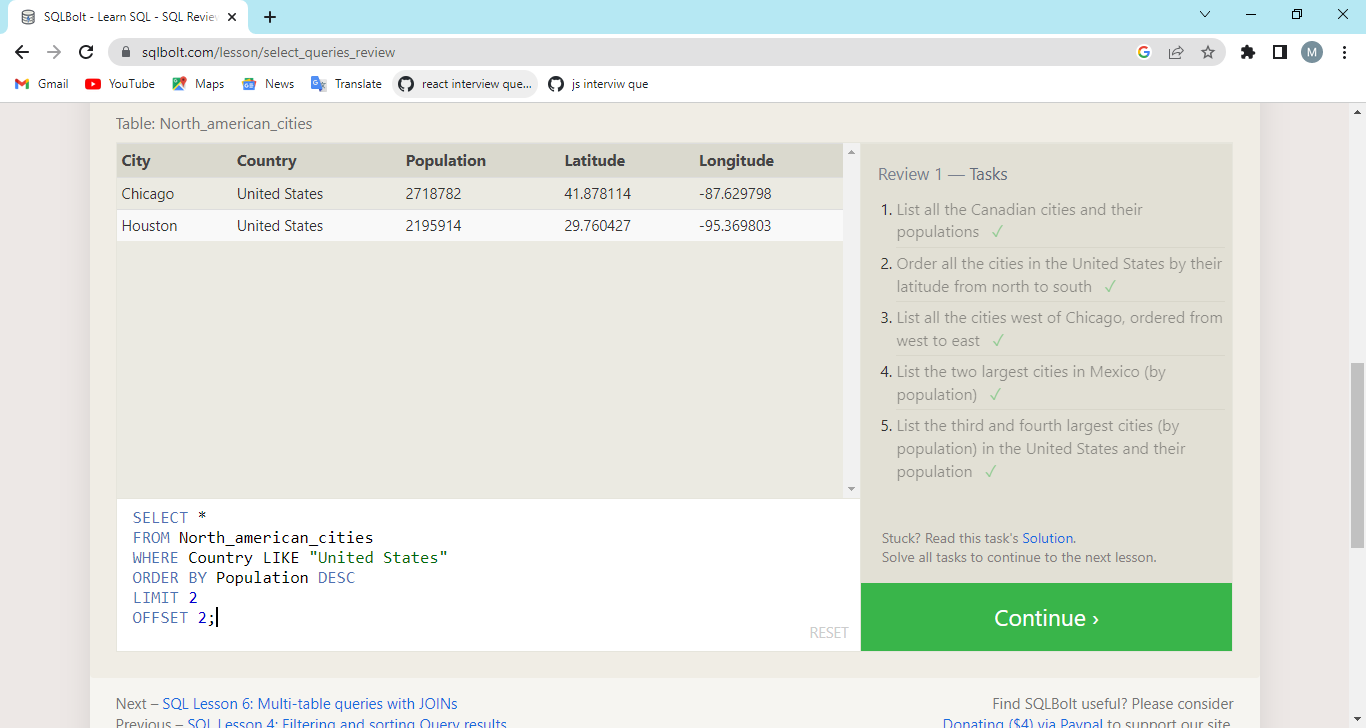 SQLBolt - Learn SQL - SQL Review
sqlbolt.com/lesson/select_queries_review
M
Gmail YouTube Maps News Translate react interview que... js interviw que
Table: North_american_cities
City Country Population Latitude Longitude
Chicago United States 2718782 41.878114 -87.629798
Houston United States 2195914 29.760427 -95.369803
SELECT *
FROM North_american_cities
WHERE Country LIKE "United States"
ORDER BY Population DESC
LIMIT 2
OFFSET 2;
RESET
Review 1 — Tasks
1. List all the Canadian cities and their
populations ✓
2. Order all the cities in the United States by their
latitude from north to south ✓
3. List all the cities west of Chicago, ordered from
west to east ✓
4. List the two largest cities in Mexico (by
population) ✓
5. List the third and fourth largest cities (by
population) in the United States and their
population ✓
Stuck? Read this task's Solution.
Solve all tasks to continue to the next lesson.
Continue ›
Next – SQL Lesson 6: Multi-table queries with JOINs
Previous – SQL Lesson 4: Filtering and sorting Query results
Find SQLBolt useful? Please consider
Donating ($4) via Paypal to support our site.